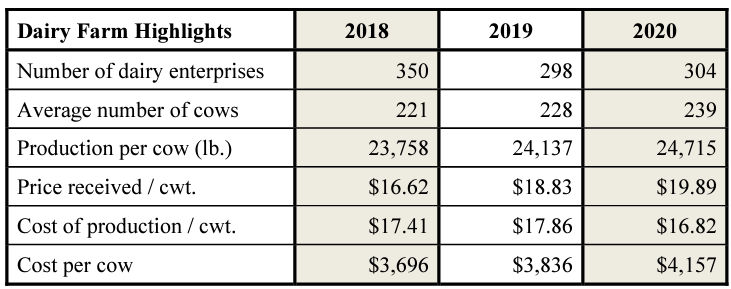 Dairy Farm Highlights 2018 2019 2020
Number of dairy enterprises 350 298 304
Average number of cows 221 228 239
Production per cow (lb.) 23,758 24,137 24,715
Price received / cwt. $16.62 $18.83 $19.89
Cost of production / cwt. $17.41 $17.86 $16.82
Cost per cow $3,696 $3,836 $4,157